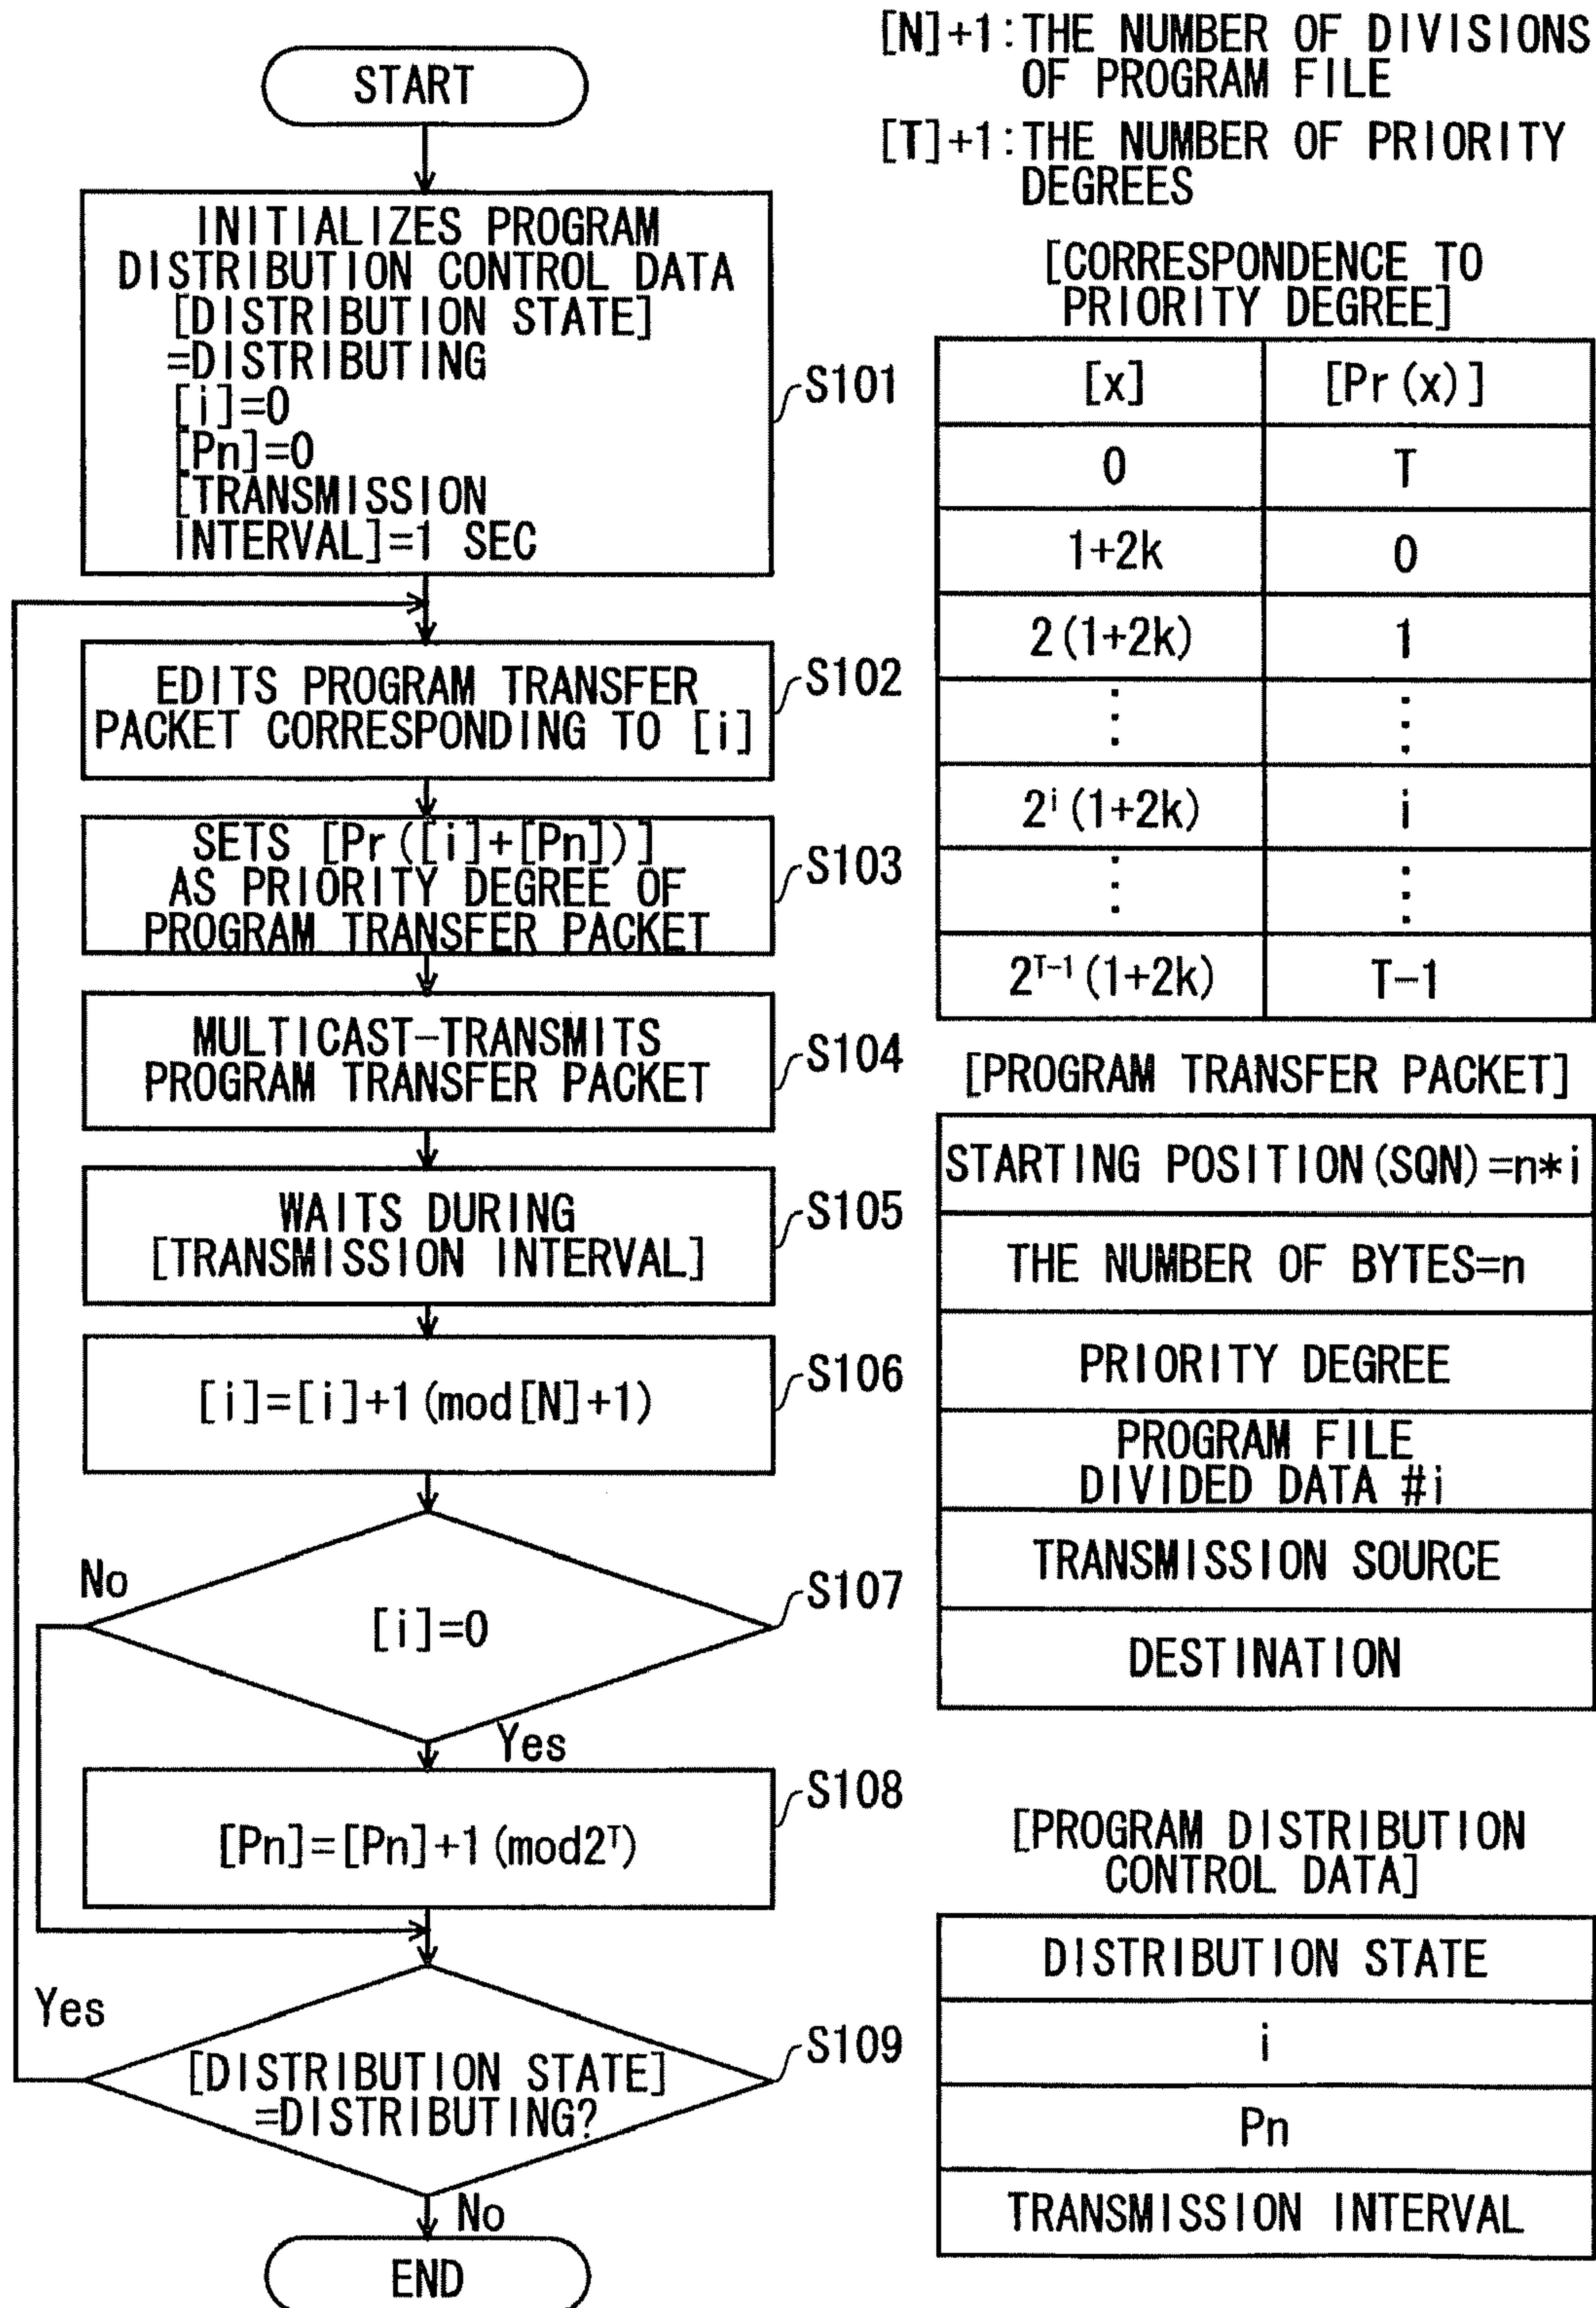 START
INITIALIZES PROGRAM
DISTRIBUTION CONTROL DATA
[DISTRIBUTION STATE]
=DISTRIBUTING
[i]=0
[Pn]=0
[TRANSMISSION
INTERVAL]=1 SEC
S101
EDITS PROGRAM TRANSFER
PACKET CORRESPONDING TO [i]
S102
SETS [Pr([i]+[Pn])]
AS PRIORITY DEGREE OF
PROGRAM TRANSFER PACKET
S103
MULTICAST-TRANSMITS
PROGRAM TRANSFER PACKET
S104
WAITS DURING
[TRANSMISSION INTERVAL]
S105
[i]=[i]+1(mod[N]+1)
S106
No
[i]=0
S107
Yes
[Pn]=[Pn]+1(mod2ᵀ)
S108
Yes
[DISTRIBUTION STATE]
=DISTRIBUTING?
S109
No
END
[N]+1:THE NUMBER OF DIVISIONS
OF PROGRAM FILE
[T]+1:THE NUMBER OF PRIORITY
DEGREES
[CORRESPONDENCE TO
PRIORITY DEGREE]
[x] [Pr(x)]
0 T
1+2k 0
2(1+2k) 1
⋮ ⋮
2ⁱ(1+2k) i
⋮ ⋮
2ᵀ⁻¹(1+2k) T-1
[PROGRAM TRANSFER PACKET]
STARTING POSITION(SQN)=n*i
THE NUMBER OF BYTES=n
PRIORITY DEGREE
PROGRAM FILE
DIVIDED DATA #i
TRANSMISSION SOURCE
DESTINATION
[PROGRAM DISTRIBUTION
CONTROL DATA]
DISTRIBUTION STATE
i
Pn
TRANSMISSION INTERVAL